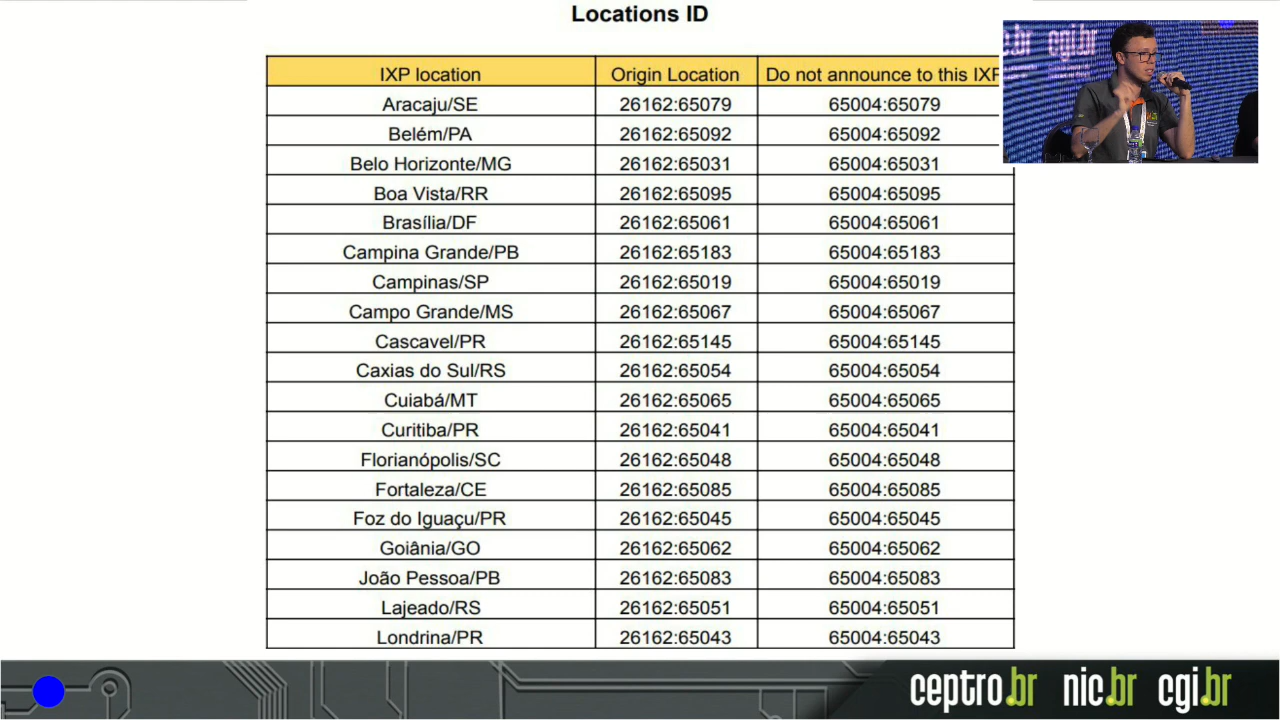 Locations ID
IXP location Origin Location Do not announce to this IXP
Aracaju/SE 26162:65079 65004:65079
Belém/PA 26162:65092 65004:65092
Belo Horizonte/MG 26162:65031 65004:65031
Boa Vista/RR 26162:65095 65004:65095
Brasília/DF 26162:65061 65004:65061
Campina Grande/PB 26162:65183 65004:65183
Campinas/SP 26162:65019 65004:65019
Campo Grande/MS 26162:65067 65004:65067
Cascavel/PR 26162:65145 65004:65145
Caxias do Sul/RS 26162:65054 65004:65054
Cuiabá/MT 26162:65065 65004:65065
Curitiba/PR 26162:65041 65004:65041
Florianópolis/SC 26162:65048 65004:65048
Fortaleza/CE 26162:65085 65004:65085
Foz do Iguaçu/PR 26162:65045 65004:65045
Goiânia/GO 26162:65062 65004:65062
João Pessoa/PB 26162:65083 65004:65083
Lajeado/RS 26162:65051 65004:65051
Londrina/PR 26162:65043 65004:65043
ceptro.br nic.br cgi.br
cgi.br